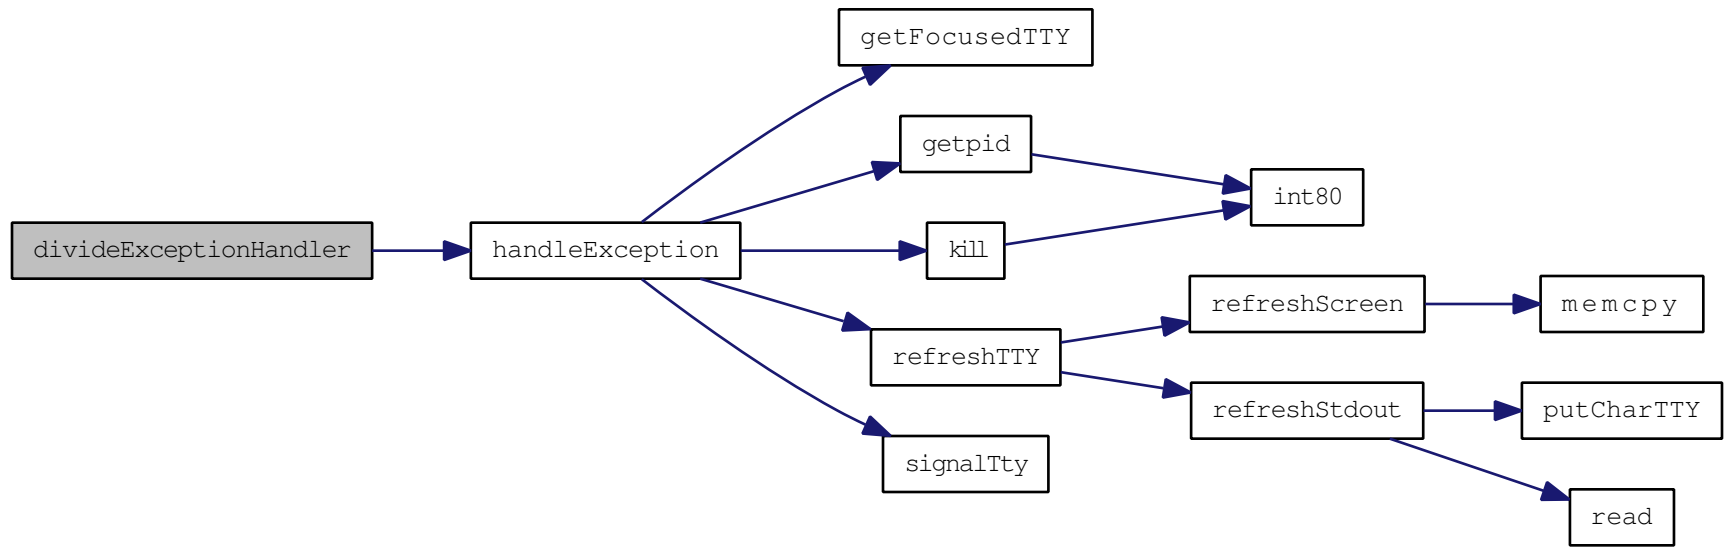 getFocusedTTY
getpid
int80
divideExceptionHandler
handleException
kill
refreshScreen
memcpy
refreshTTY
refreshStdout
putCharTTY
signalTty
read